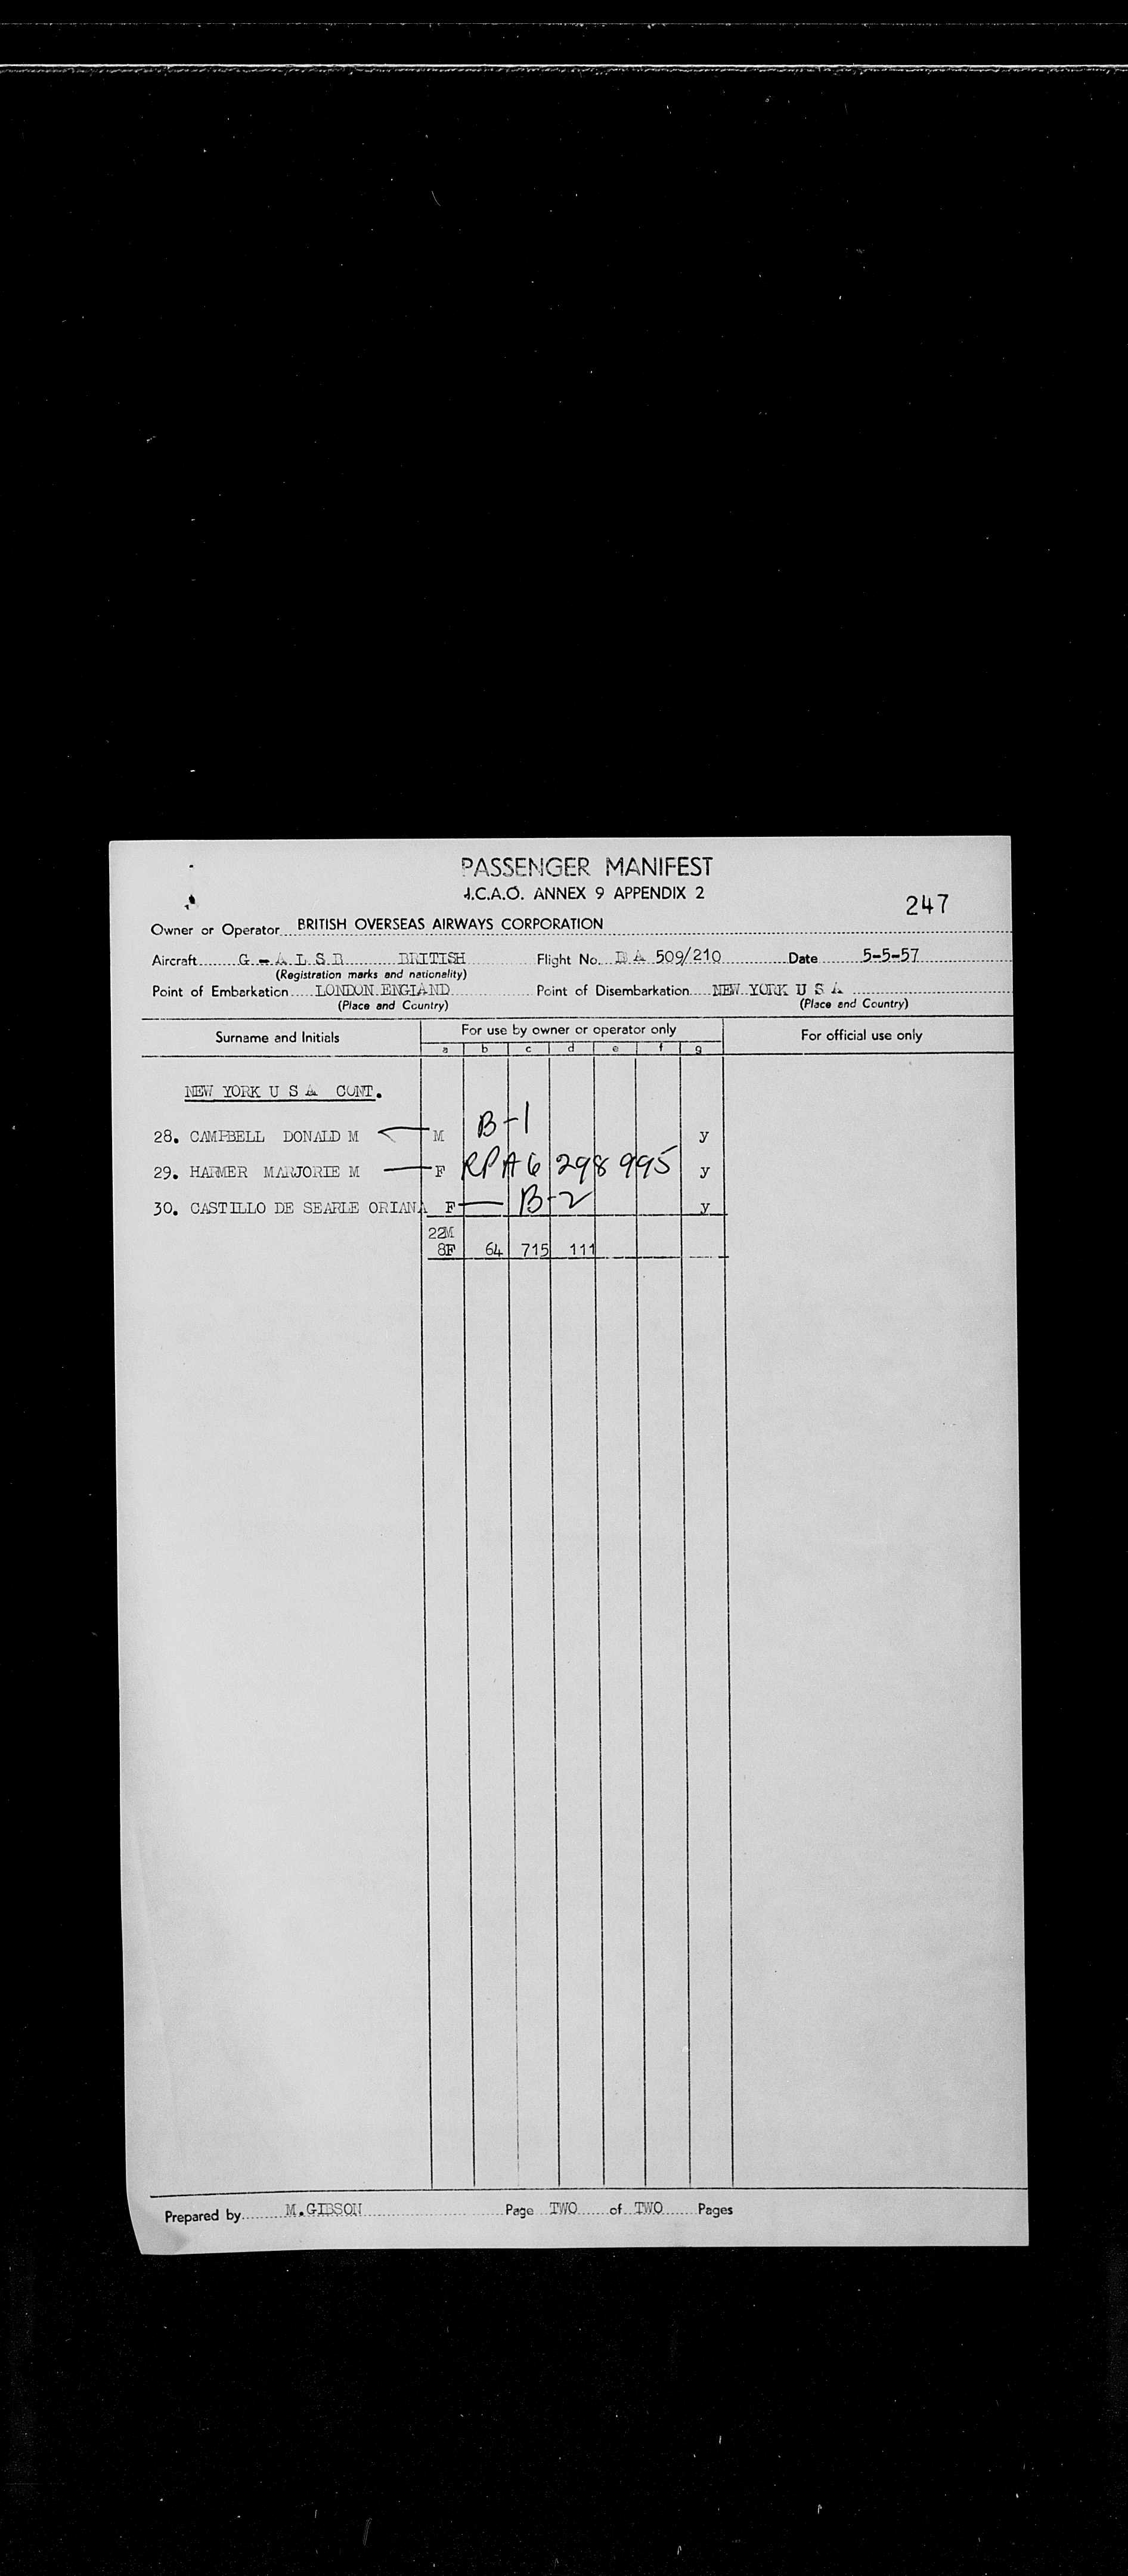 PASSENGER MANIFEST
I.C.A.O. ANNEX 9 APPENDIX 2
247
Owner or Operator BRITISH OVERSEAS AIRWAYS CORPORATION
Aircraft G - A L S B BRITISH Flight No. B A 509/210 Date 5-5-57
(Registration marks and nationality)
Point of Embarkation LONDON ENGLAND Point of Disembarkation NEW YORK U S A
(Place and Country) (Place and Country)
Surname and Initials For use by owner or operator only For official use only
a b c d e f g
NEW YORK U S A CONT.
28. CAMPBELL DONALD M M B-1 y
29. HARMER MARJORIE M F RPA 6 298 995 y
30. CASTILLO DE SEARLE ORIANA F B-2 y
22M
8F 64 715 111
Prepared by M.GIBSON Page TWO of TWO Pages